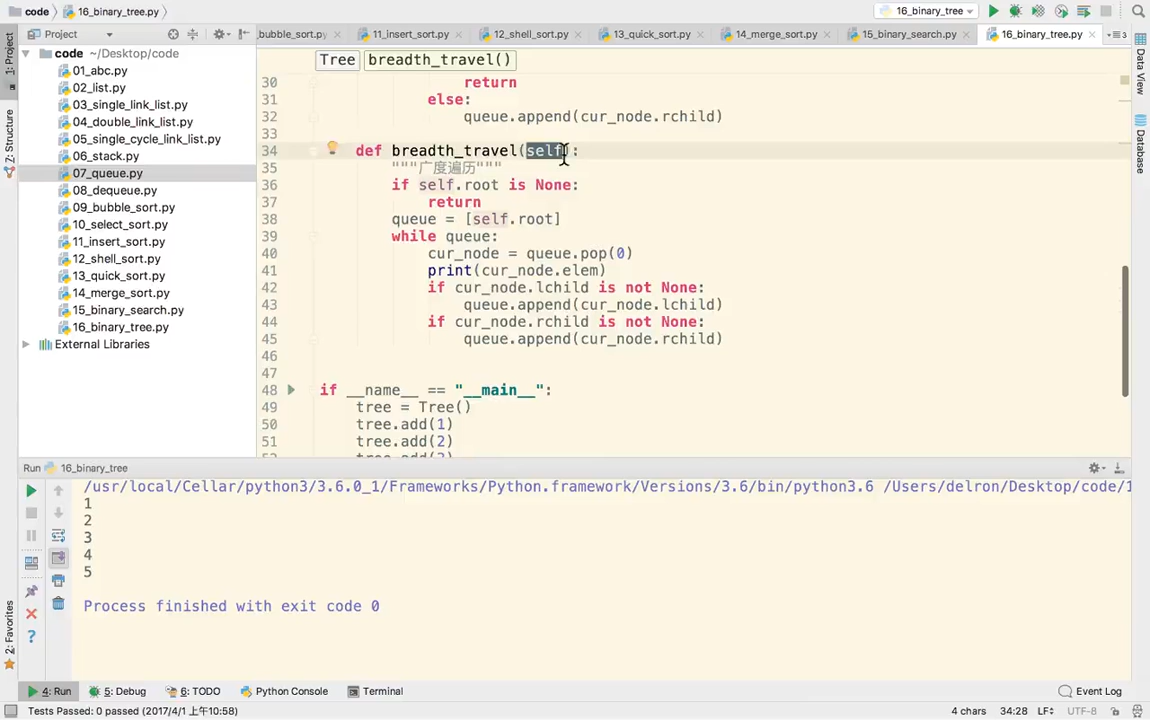 code
16_binary_tree.py
16_binary_tree
1: Project
Project
_bubble_sort.py
11_insert_sort.py
12_shell_sort.py
13_quick_sort.py
14_merge_sort.py
15_binary_search.py
16_binary_tree.py
3
code ~/Desktop/code
01_abc.py
02_list.py
03_single_link_list.py
04_double_link_list.py
05_single_cycle_link_list.py
06_stack.py
07_queue.py
08_dequeue.py
09_bubble_sort.py
10_select_sort.py
11_insert_sort.py
12_shell_sort.py
13_quick_sort.py
14_merge_sort.py
15_binary_search.py
16_binary_tree.py
External Libraries
Z: Structure
2: Favorites
Data View
Database
Tree breadth_travel()
30 return
31 else:
32 queue.append(cur_node.rchild)
33
34 def breadth_travel(self):
35 """广度遍历"""
36 if self.root is None:
37 return
38 queue = [self.root]
39 while queue:
40 cur_node = queue.pop(0)
41 print(cur_node.elem)
42 if cur_node.lchild is not None:
43 queue.append(cur_node.lchild)
44 if cur_node.rchild is not None:
45 queue.append(cur_node.rchild)
46
47
48 if __name__ == "__main__":
49 tree = Tree()
50 tree.add(1)
51 tree.add(2)
Run 16_binary_tree
/usr/local/Cellar/python3/3.6.0_1/Frameworks/Python.framework/Versions/3.6/bin/python3.6 /Users/delron/Desktop/code/1
1
2
3
4
5
Process finished with exit code 0
4: Run
5: Debug
6: TODO
Python Console
Terminal
Event Log
Tests Passed: 0 passed (2017/4/1 上午10:58)
4 chars 34:28 LF÷ UTF-8